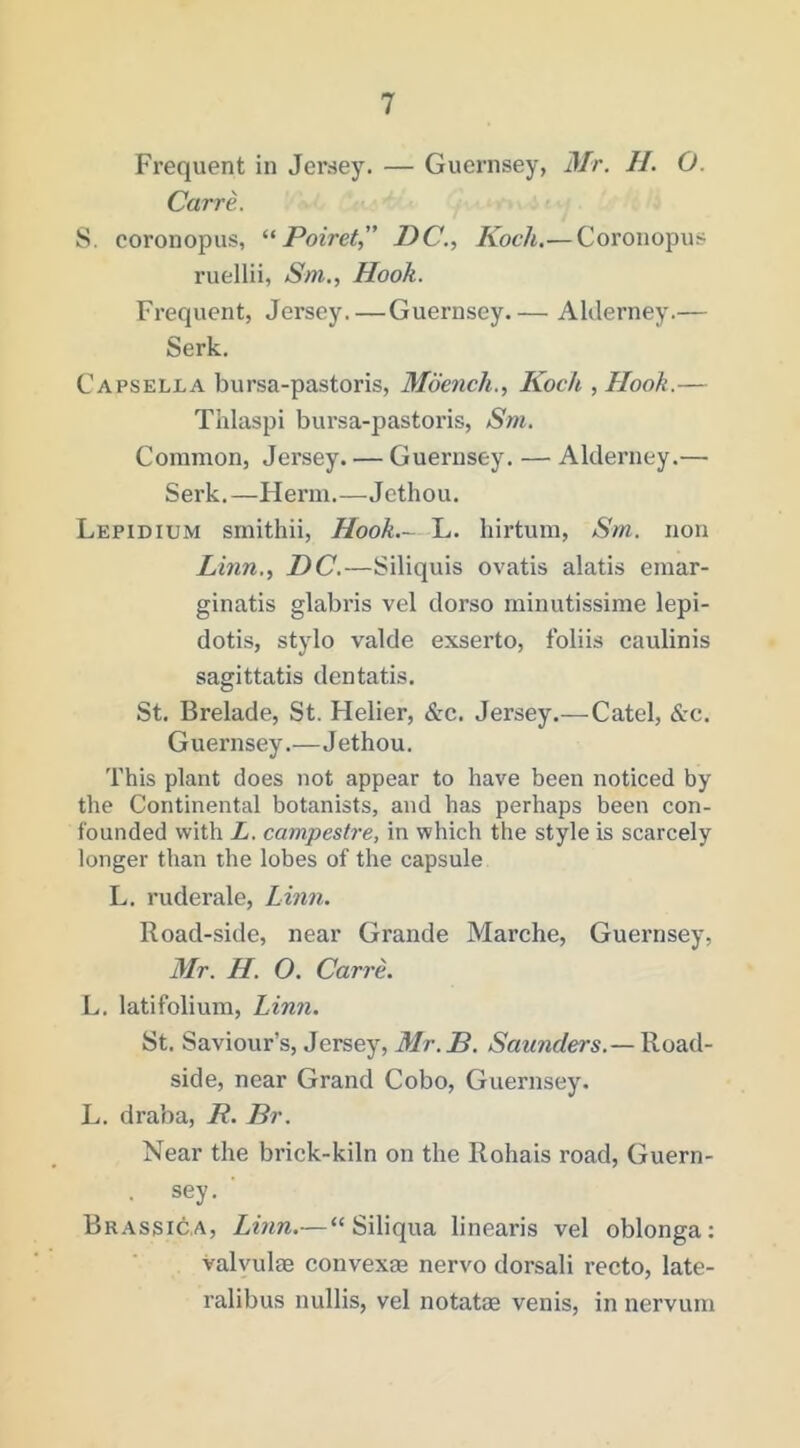 7
Frequent in Jersey. — Guernsey, Mr. H. O.
Carrè.
S. coronopus, “Poiret,” DC., Koch.—Coronopus
ruellii, Sm., Hook.
Frequent, Jersey.—Guernsey.—Alderney.—
Serk.
Capsella bursa-pastoris, Möench., Koch , Hook.—
Thlaspi bursa-pastoris, Sm.
Common, Jersey. — Guernsey. — Alderney.—
Serk.—Herm.—Jethou.
Lepidium smithii, Hook.— L. hirtum, Sm. non
Linn., DC.—Siliquis ovatis alatis emar-
ginatis glabris vel dorso minutissime lepi-
dotis, stylo valde exserto, foliis caulinis
sagittatis dentatis.
St. Brelade, St. Helier, &c. Jersey.—Catel, &c.
Guernsey.—Jethou.
This plant does not appear to have been noticed by
the Continental botanists, and has perhaps been con-
founded with L. campestre, in which the style is scarcely
longer than the lobes of the capsule
L. ruderale, Linn.
Road-side, near Grande Marche, Guernsey,
Mr. H. O. Carrè.
L. latifolium, Linn.
St. Saviour's, Jersey, Mr. B. Saunders.—Road-
side, near Grand Cobo, Guernsey.
L. draba, R. Br.
Near the brick-kiln on the Rohais road, Guern-
sey.
Brassica, Linn.—“Siliqua linearis vel oblonga:
valvulæ convexæ nervo dorsali recto, late-
ralibus nullis, vel notatæ venis, in nervum